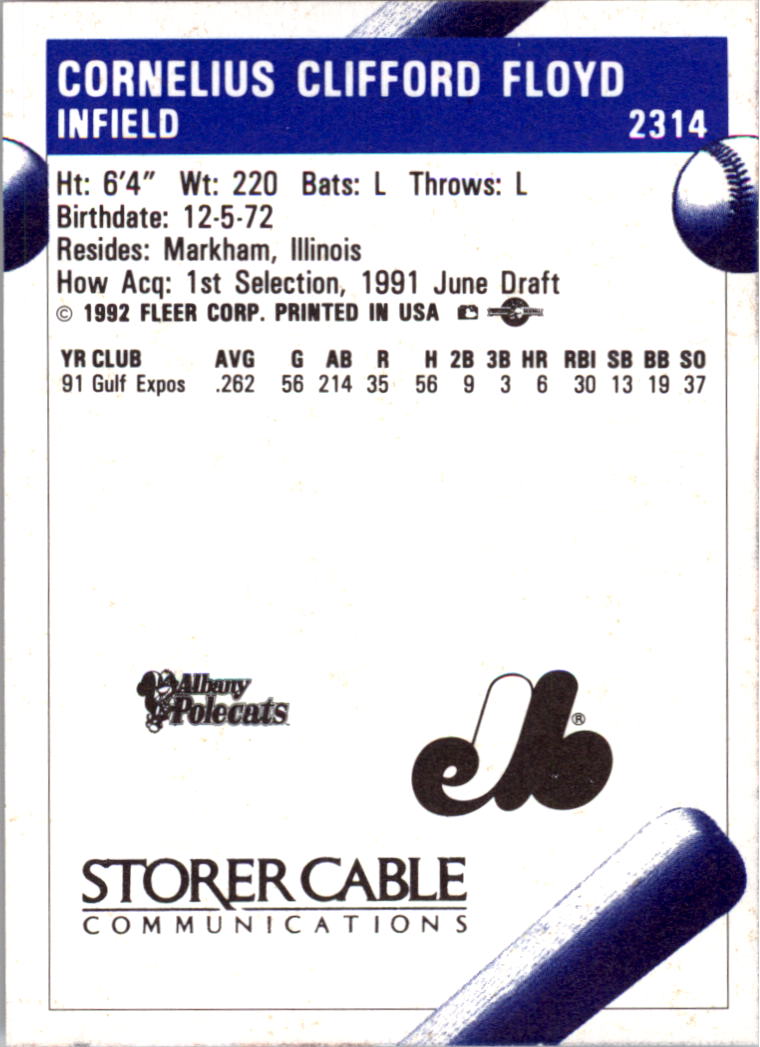 CORNELIUS CLIFFORD FLOYD
INFIELD 2314
Ht: 6'4" Wt: 220 Bats: L Throws: L
Birthdate: 12-5-72
Resides: Markham, Illinois
How Acq: 1st Selection, 1991 June Draft
© 1992 FLEER CORP. PRINTED IN USA
YR CLUB AVG G AB R H 2B 3B HR RBI SB BB SO
91 Gulf Expos .262 56 214 35 56 9 3 6 30 13 19 37
Albany
Polecats
elb ®
STORER CABLE
COMMUNICATIONS